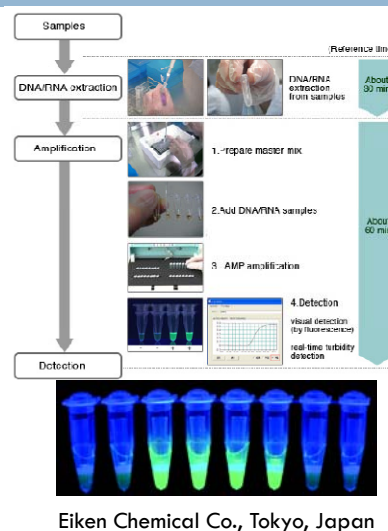 Samples
(Reference time
DNA/RNA extraction
DNA/RNA
extraction
from samples
About
30 min
Amplification
1.Prepare master mix
2.Add DNA/RNA samples
About
60 min
3. AMP amplification
4.Detection
visual detection
(by fluorescence)
real-time turbidity
detection
Detection
Eiken Chemical Co., Tokyo, Japan